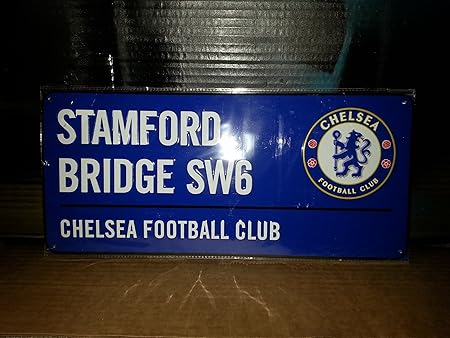 STAMFORD
BRIDGE SW6
CHELSEA FOOTBALL CLUB
CHELSEA
FOOTBALL CLUB